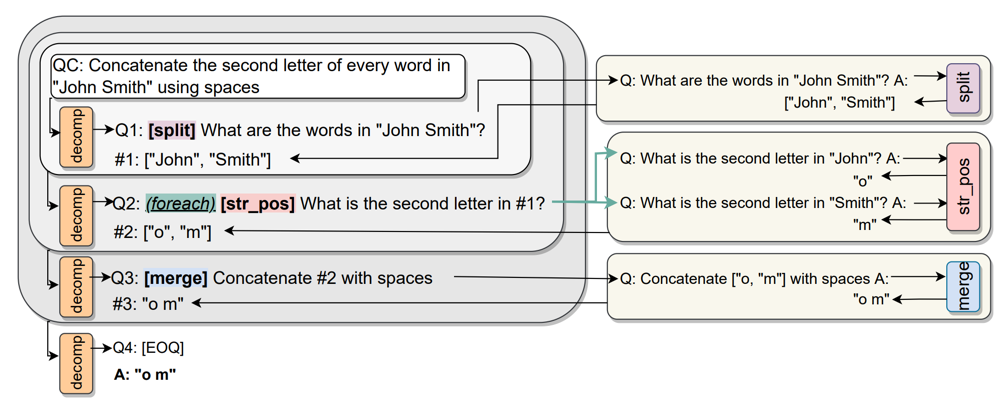 QC: Concatenate the second letter of every word in
"John Smith" using spaces
decomp
Q1: [split] What are the words in "John Smith"?
#1: ["John", "Smith"]
Q: What are the words in "John Smith"? A:
["John", "Smith"]
split
decomp
Q2: (foreach) [str_pos] What is the second letter in #1?
#2: ["o", "m"]
Q: What is the second letter in "John"? A:
"o"
Q: What is the second letter in "Smith"? A:
"m"
str_pos
decomp
Q3: [merge] Concatenate #2 with spaces
#3: "o m"
Q: Concatenate ["o, "m"] with spaces A:
"o m"
merge
decomp
Q4: [EOQ]
A: "o m"